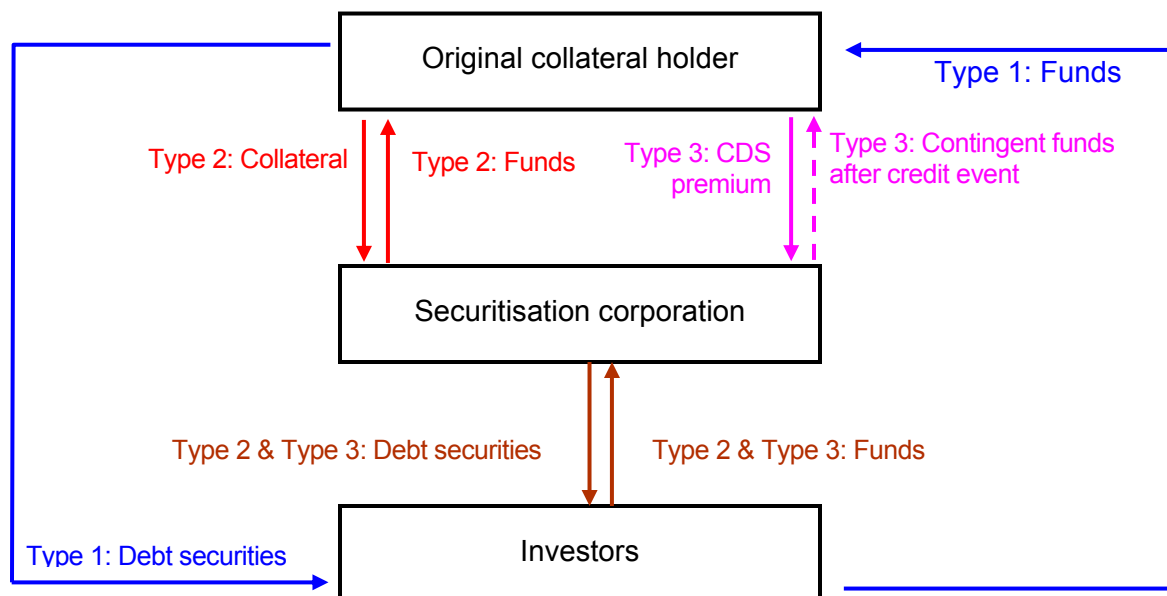 Original collateral holder
Type 1: Funds
Type 2: Collateral
Type 2: Funds
Type 3: CDS
premium
Type 3: Contingent funds
after credit event
Securitisation corporation
Type 2 & Type 3: Debt securities
Type 2 & Type 3: Funds
Investors
Type 1: Debt securities